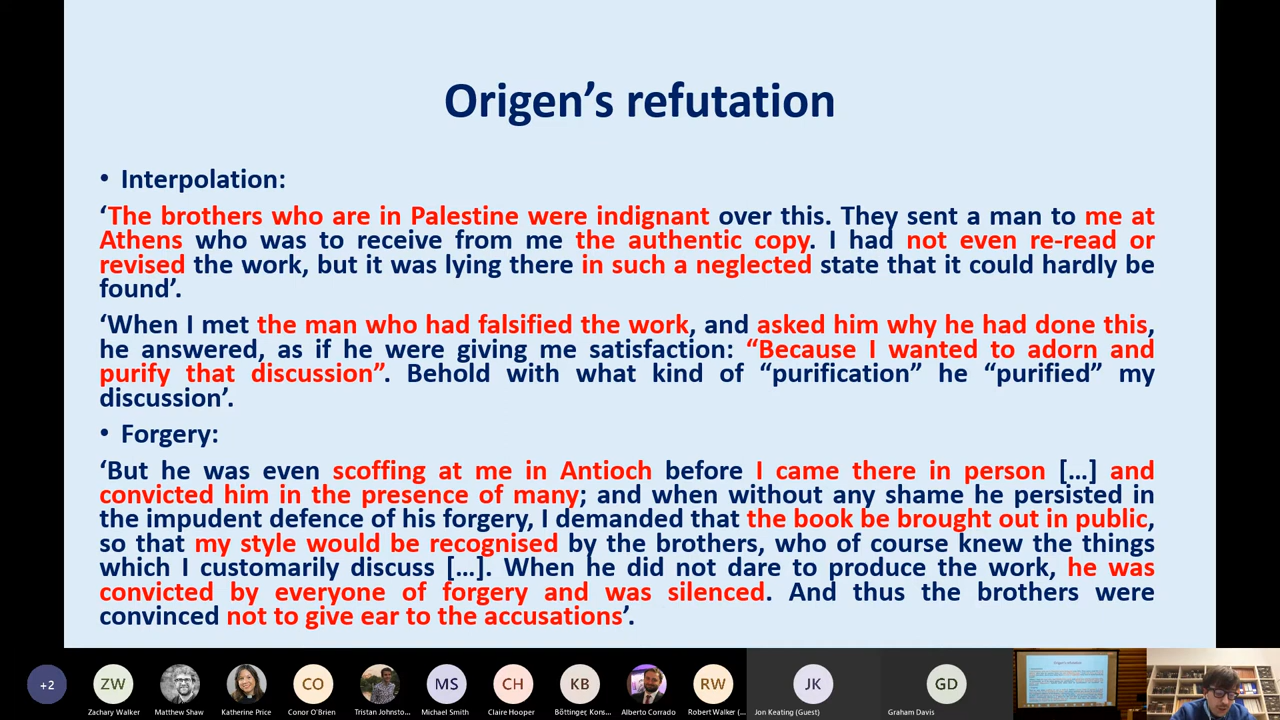 Origen’s refutation
• Interpolation:
‘The brothers who are in Palestine were indignant over this. They sent a man to me at
Athens who was to receive from me the authentic copy. I had not even re-read or
revised the work, but it was lying there in such a neglected state that it could hardly be
found’.
‘When I met the man who had falsified the work, and asked him why he had done this,
he answered, as if he were giving me satisfaction: “Because I wanted to adorn and
purify that discussion”. Behold with what kind of “purification” he “purified” my
discussion’.
• Forgery:
‘But he was even scoffing at me in Antioch before I came there in person […] and
convicted him in the presence of many; and when without any shame he persisted in
the impudent defence of his forgery, I demanded that the book be brought out in public,
so that my style would be recognised by the brothers, who of course knew the things
which I customarily discuss […]. When he did not dare to produce the work, he was
convicted by everyone of forgery and was silenced. And thus the brothers were
convinced not to give ear to the accusations’.
+2 ZW CO MS CH KB RW JK GD
Zachary Walker Matthew Shaw Katherine Price Conor O'Brien Tristan Johnsto... Michael Smith Claire Hooper Böttinger, Kons... Alberto Corrado Robert Walker (... Jon Keating (Guest) Graham Davis